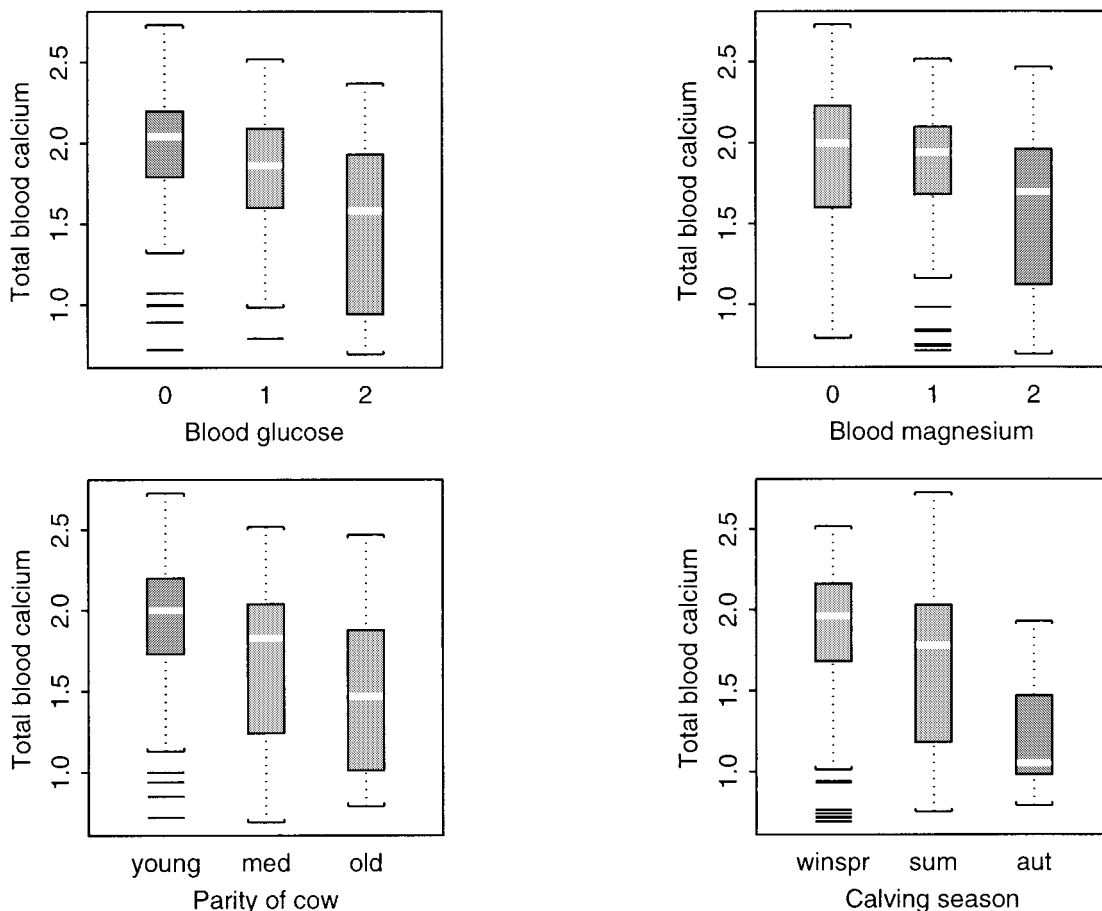 Total blood calcium
2.5
2.0
1.5
1.0
0 1 2
Blood glucose
Total blood calcium
2.5
2.0
1.5
1.0
0 1 2
Blood magnesium
Total blood calcium
2.5
2.0
1.5
1.0
young med old
Parity of cow
Total blood calcium
2.5
2.0
1.5
1.0
winspr sum aut
Calving season